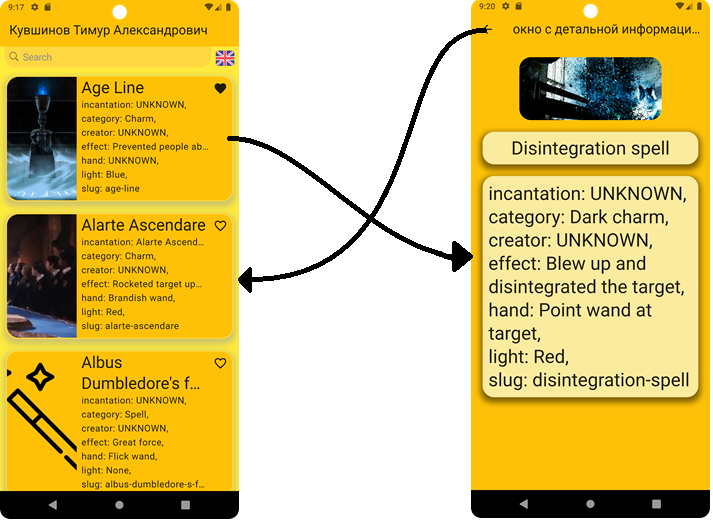 9:17
Кувшинов Тимур Александрович
Search
Age Line
incantation: UNKNOWN,
category: Charm,
creator: UNKNOWN,
effect: Prevented people ab...
hand: UNKNOWN,
light: Blue,
slug: age-line
Alarte Ascendare
incantation: Alarte Ascend...
category: Charm,
creator: UNKNOWN,
effect: Rocketed target up...
hand: Brandish wand,
light: Red,
slug: alarte-ascendare
Albus
Dumbledore's f...
incantation: UNKNOWN,
category: Spell,
creator: UNKNOWN,
effect: Great force,
hand: Flick wand,
light: None,
slug: albus-dumbledore-s-f...
9:20
окно с детальной информаци...
Disintegration spell
incantation: UNKNOWN,
category: Dark charm,
creator: UNKNOWN,
effect: Blew up and
disintegrated the target,
hand: Point wand at
target,
light: Red,
slug: disintegration-spell